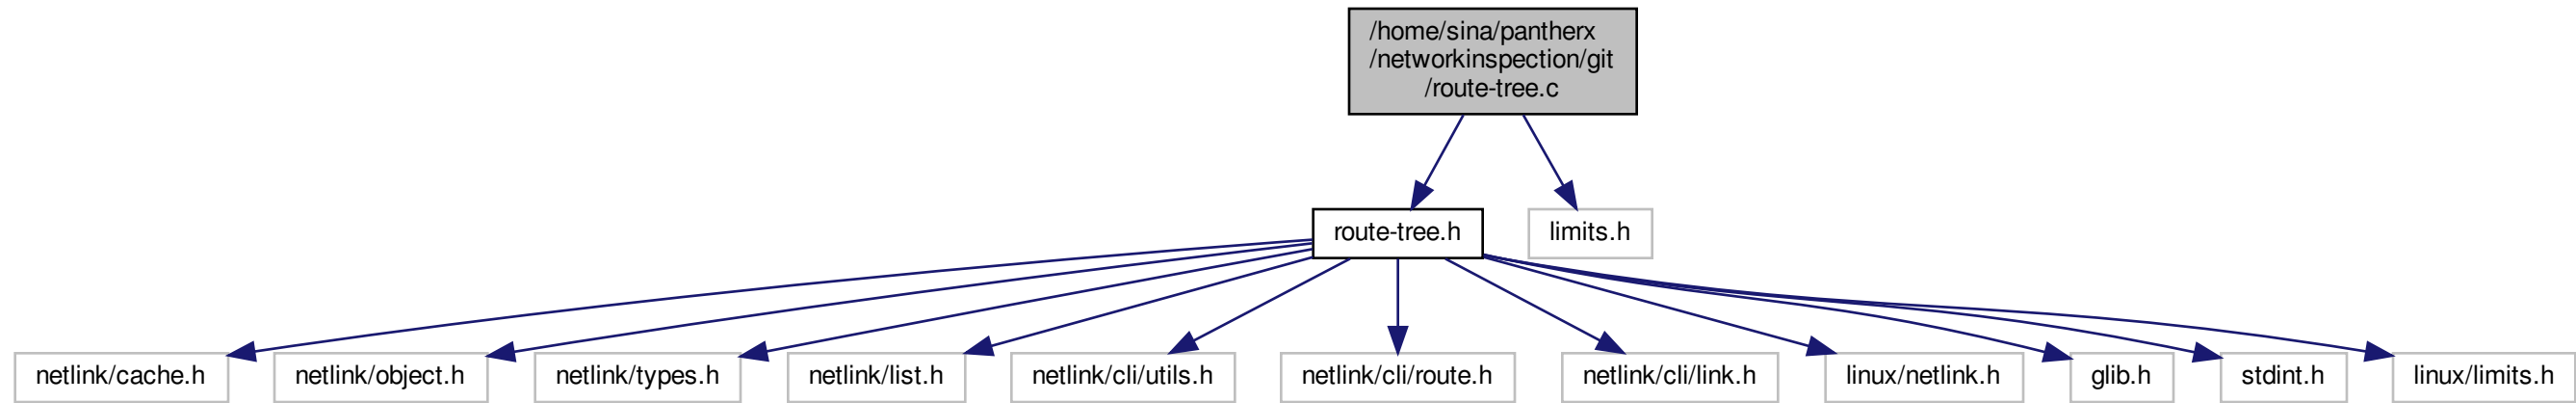 /home/sina/pantherx
/networkinspection/git
/route-tree.c
route-tree.h
limits.h
netlink/cache.h
netlink/object.h
netlink/types.h
netlink/list.h
netlink/cli/utils.h
netlink/cli/route.h
netlink/cli/link.h
linux/netlink.h
glib.h
stdint.h
linux/limits.h